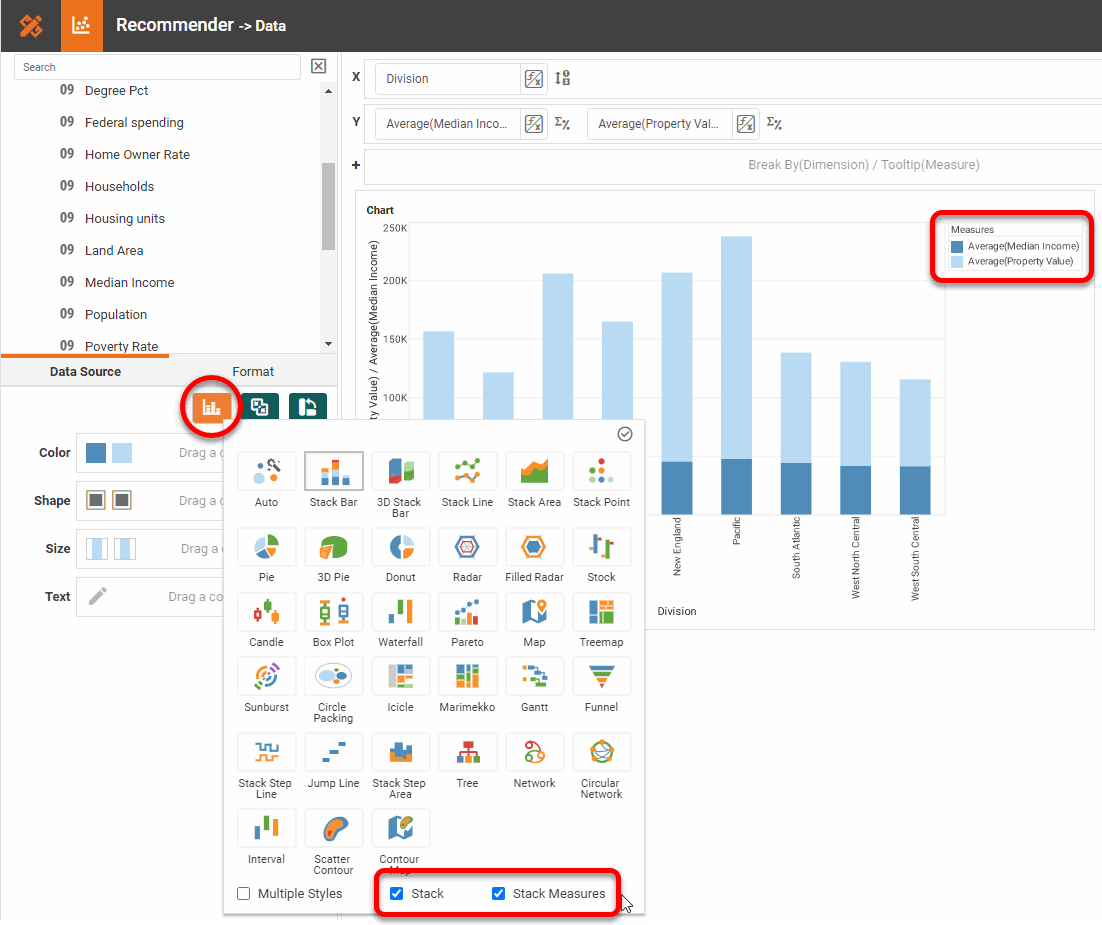 Recommender -> Data
Search
09 Degree Pct
09 Federal spending
09 Home Owner Rate
09 Households
09 Housing units
09 Land Area
09 Median Income
09 Population
09 Poverty Rate
Data Source
Format
Color
Drag a c
Shape
Drag a c
Size
Drag a
Text
Drag a co
X
Division
Y
Average(Median Inco...
Average(Property Val...
+
Break By(Dimension) / Tooltip(Measure)
Chart
250K
200K
150K
100K
ty Value) / Average(Median Income)
Measures
Average(Median Income)
Average(Property Value)
New England
Pacific
South Atlantic
West North Central
West South Central
Division
Auto
Stack Bar
3D Stack
Bar
Stack Line
Stack Area
Stack Point
Pie
3D Pie
Donut
Radar
Filled Radar
Stock
Candle
Box Plot
Waterfall
Pareto
Map
Treemap
Sunburst
Circle
Packing
Icicle
Marimekko
Gantt
Funnel
Stack Step
Line
Jump Line
Stack Step
Area
Tree
Network
Circular
Network
Interval
Scatter
Contour
Contour
Map
Multiple Styles
Stack
Stack Measures